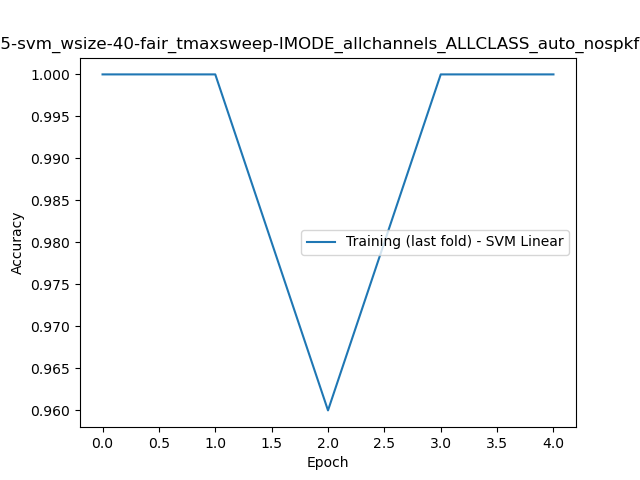 5-svm_wsize-40-fair_tmaxsweep-IMODE_allchannels_ALLCLASS_auto_nospkf
1.000
0.995
0.990
0.985
0.980
0.975
0.970
0.965
0.960
Accuracy
Training (last fold) - SVM Linear
0.0 0.5 1.0 1.5 2.0 2.5 3.0 3.5 4.0
Epoch